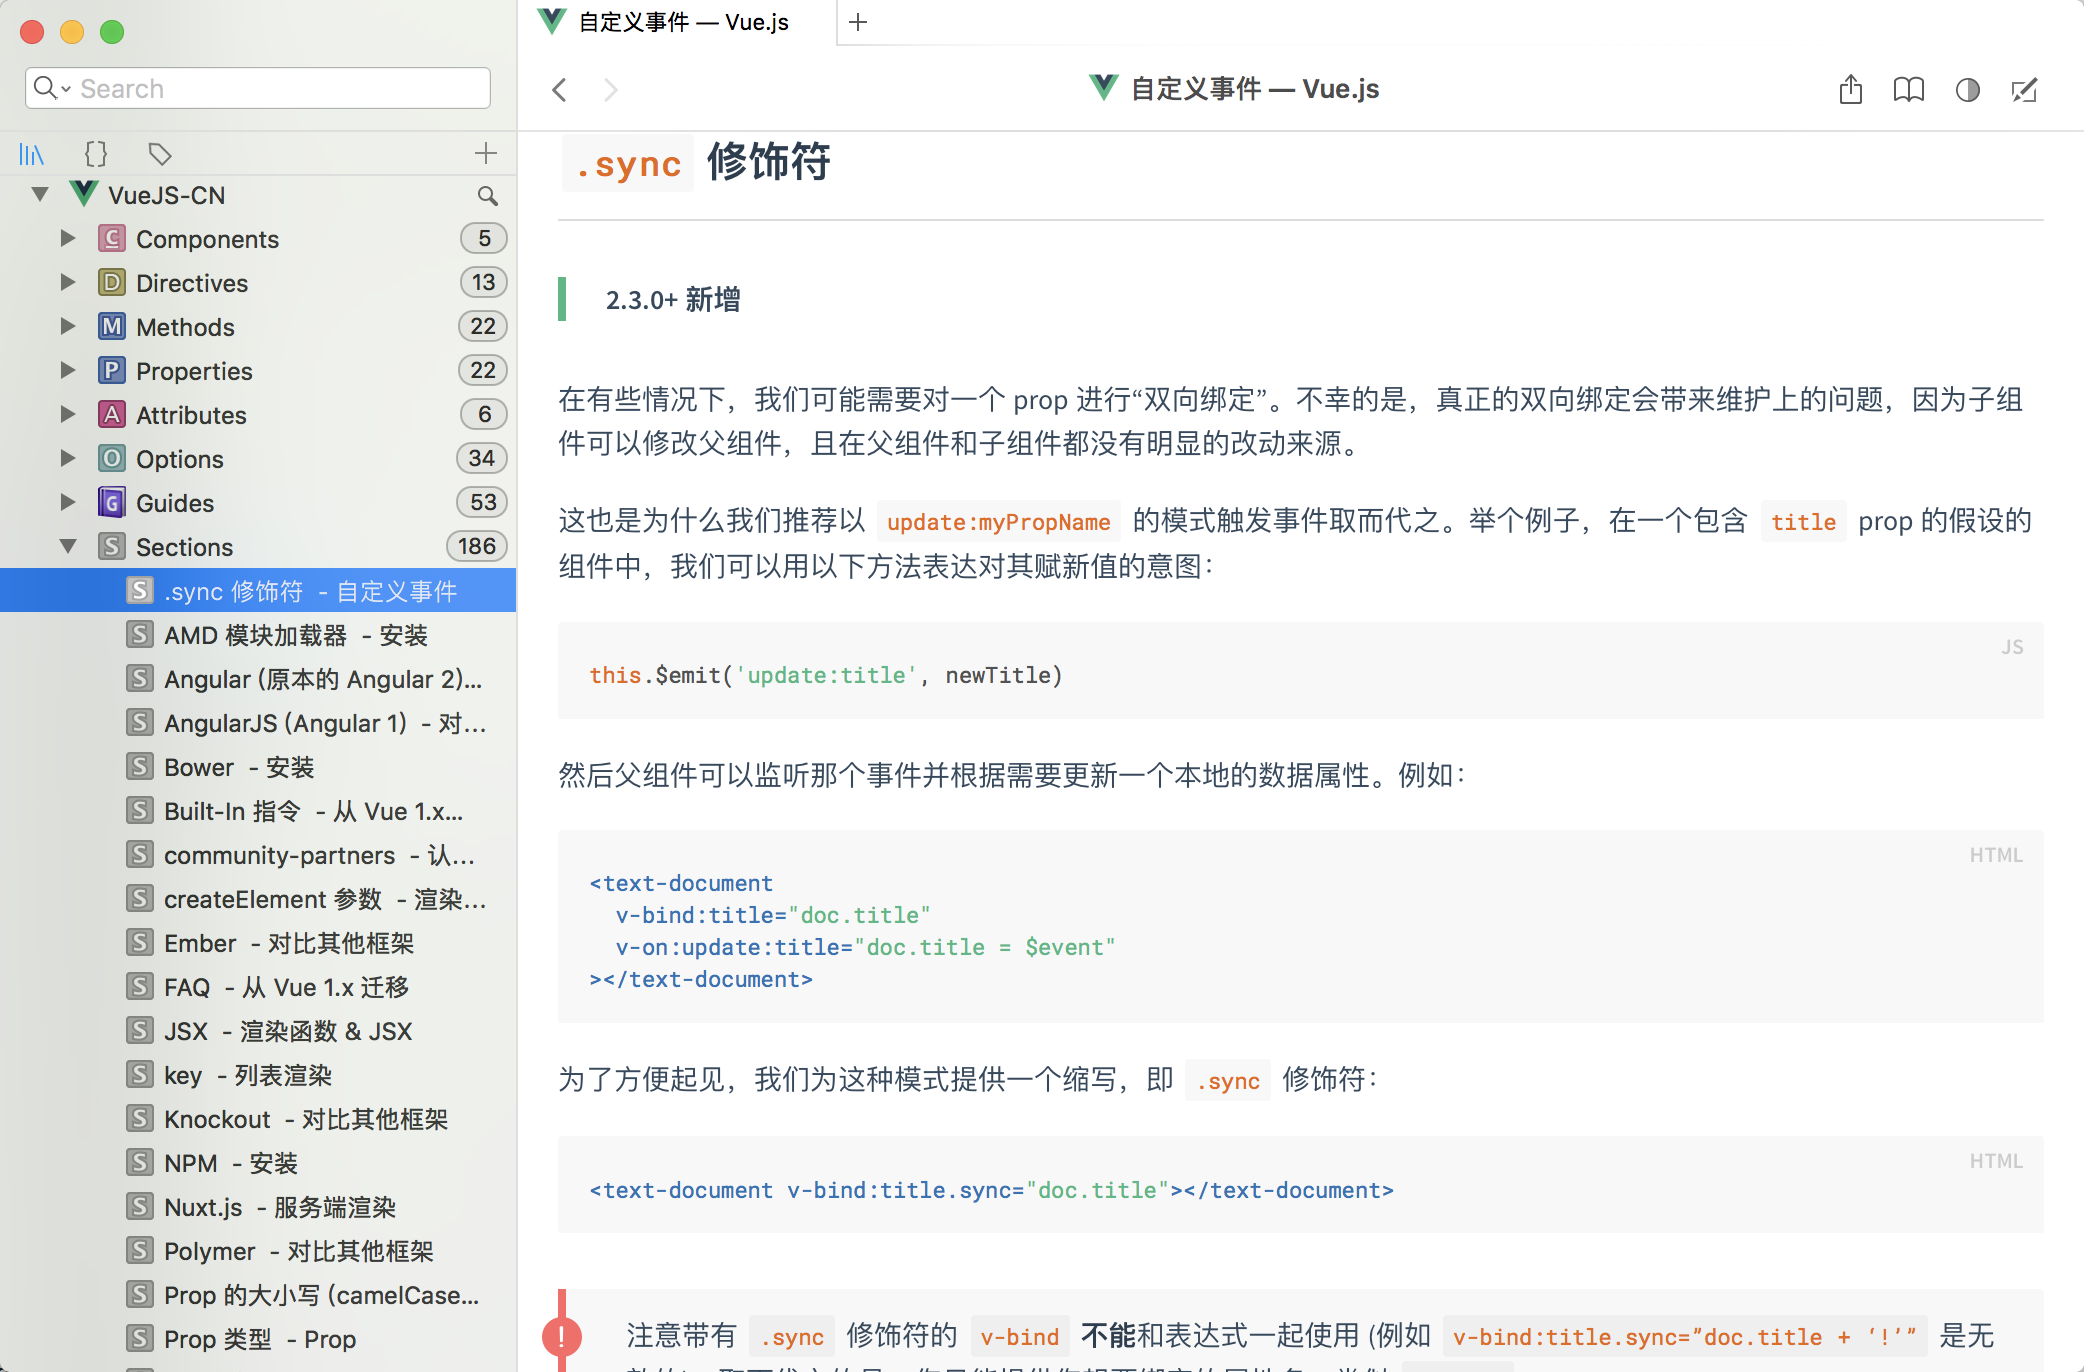 自定义事件 — Vue.js
Search
自定义事件 — Vue.js
VueJS-CN
Components 5
Directives 13
Methods 22
Properties 22
Attributes 6
Options 34
Guides 53
Sections 186
.sync 修饰符 - 自定义事件
AMD 模块加载器 - 安装
Angular (原本的 Angular 2)...
AngularJS (Angular 1) - 对...
Bower - 安装
Built-In 指令 - 从 Vue 1.x...
community-partners - 认...
createElement 参数 - 渲染...
Ember - 对比其他框架
FAQ - 从 Vue 1.x 迁移
JSX - 渲染函数 & JSX
key - 列表渲染
Knockout - 对比其他框架
NPM - 安装
Nuxt.js - 服务端渲染
Polymer - 对比其他框架
Prop 的大小写 (camelCase...
Prop 类型 - Prop
.sync 修饰符
2.3.0+ 新增
在有些情况下，我们可能需要对一个 prop 进行“双向绑定”。不幸的是，真正的双向绑定会带来维护上的问题，因为子组
件可以修改父组件，且在父组件和子组件都没有明显的改动来源。
这也是为什么我们推荐以 update:myPropName 的模式触发事件取而代之。举个例子，在一个包含 title prop 的假设的
组件中，我们可以用以下方法表达对其赋新值的意图：
JS
this.$emit('update:title', newTitle)
然后父组件可以监听那个事件并根据需要更新一个本地的数据属性。例如：
HTML
<text-document
v-bind:title="doc.title"
v-on:update:title="doc.title = $event"
></text-document>
为了方便起见，我们为这种模式提供一个缩写，即 .sync 修饰符：
HTML
<text-document v-bind:title.sync="doc.title"></text-document>
注意带有 .sync 修饰符的 v-bind 不能和表达式一起使用 (例如 v-bind:title.sync=”doc.title + ‘!’” 是无